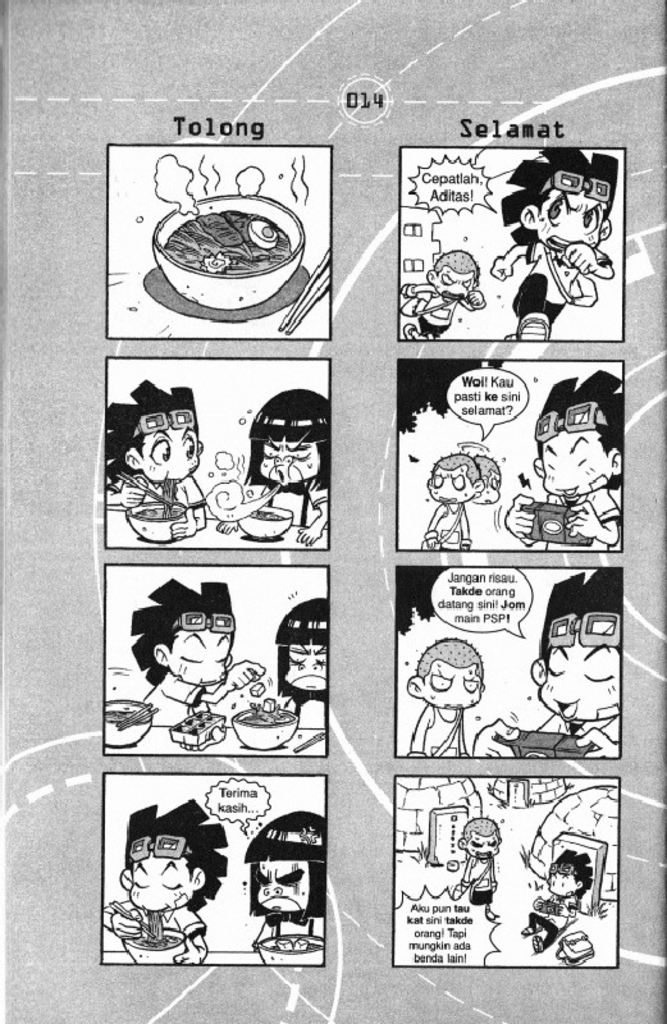 014
Tolong
Terima
kasih...
Selamat
Cepatlah,
Aditas!
Woi! Kau
pasti ke sini
selamat?
Jangan risau.
Takde orang
datang sini! Jom
main PSP!
Aku pun tau
kat sini takde
orang! Tapi
mungkin ada
benda lain!